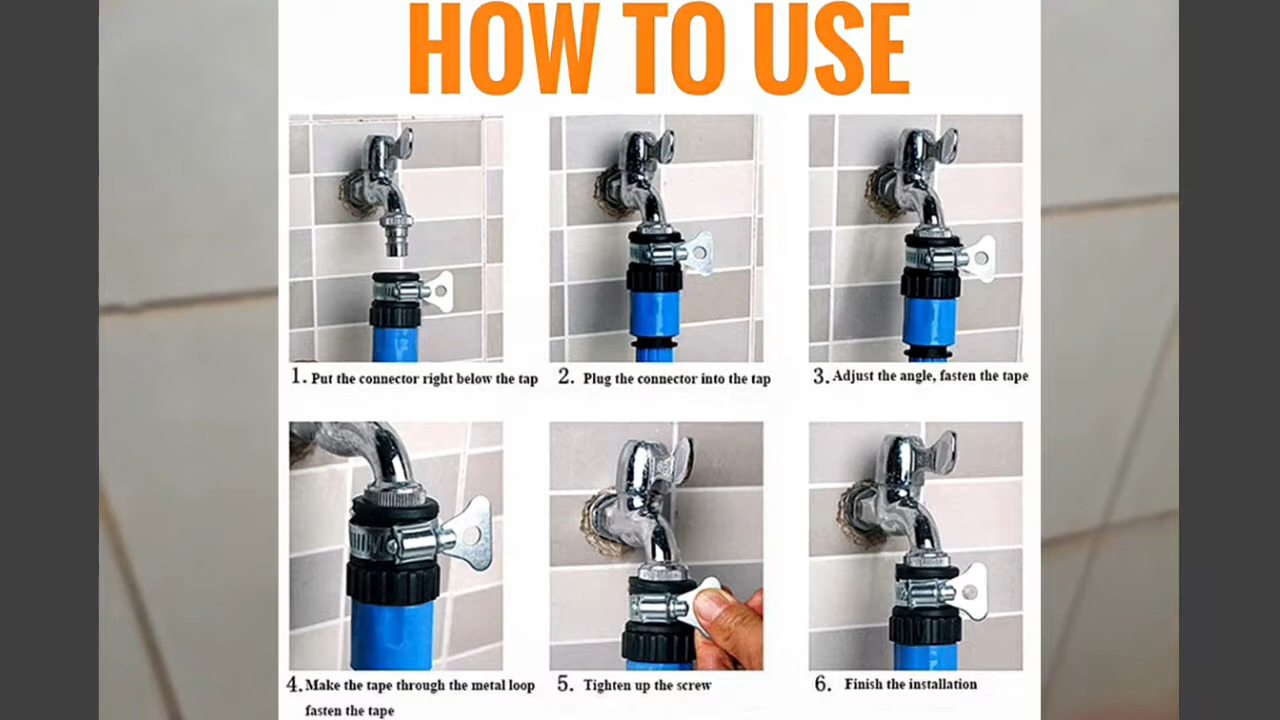 HOW TO USE
1. Put the connector right below the tap
2. Plug the connector into the tap
3. Adjust the angle, fasten the tape
4. Make the tape through the metal loop
fasten the tape
5. Tighten up the screw
6. Finish the installation